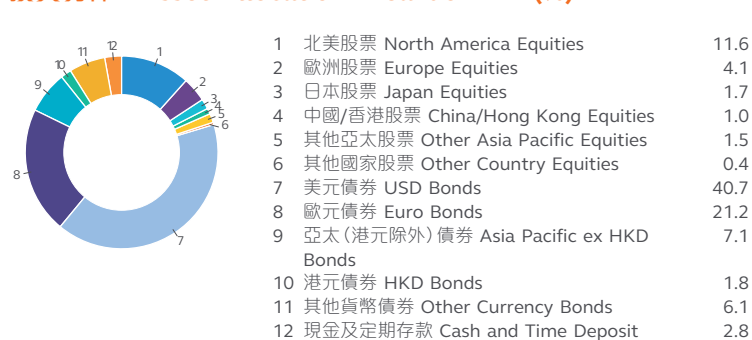 1 北美股票 North America Equities 11.6
2 歐洲股票 Europe Equities 4.1
3 日本股票 Japan Equities 1.7
4 中國/香港股票 China/Hong Kong Equities 1.0
5 其他亞太股票 Other Asia Pacific Equities 1.5
6 其他國家股票 Other Country Equities 0.4
7 美元債券 USD Bonds 40.7
8 歐元債券 Euro Bonds 21.2
9 亞太(港元除外)債券 Asia Pacific ex HKD 7.1
Bonds
10 港元債券 HKD Bonds 1.8
11 其他貨幣債券 Other Currency Bonds 6.1
12 現金及定期存款 Cash and Time Deposit 2.8
1
2
3
4
5
6
7
8
9
10
11
12